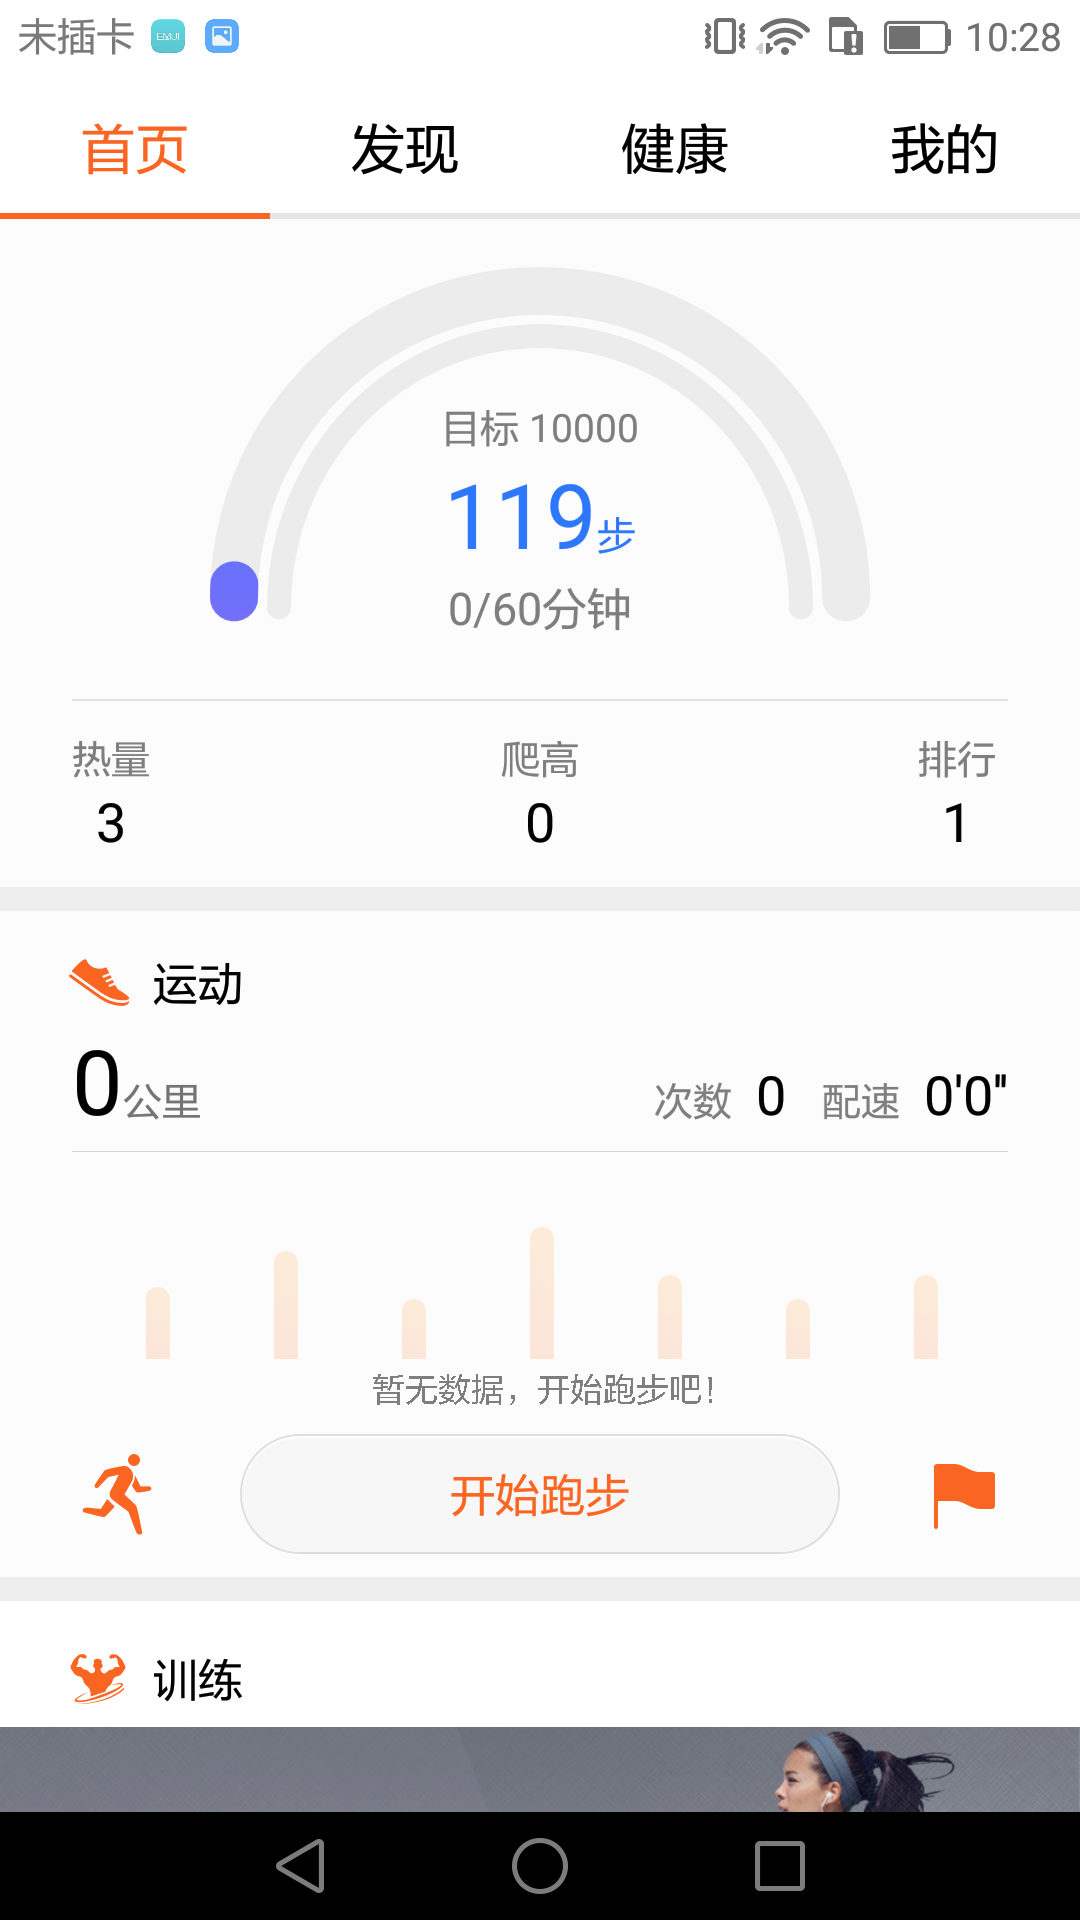 未插卡 EMUI 10:28
首页 发现 健康 我的
目标 10000
119步
0/60分钟
热量 爬高 排行
3 0 1
运动
0公里 次数 0 配速 0'0"
暂无数据，开始跑步吧！
开始跑步
训练